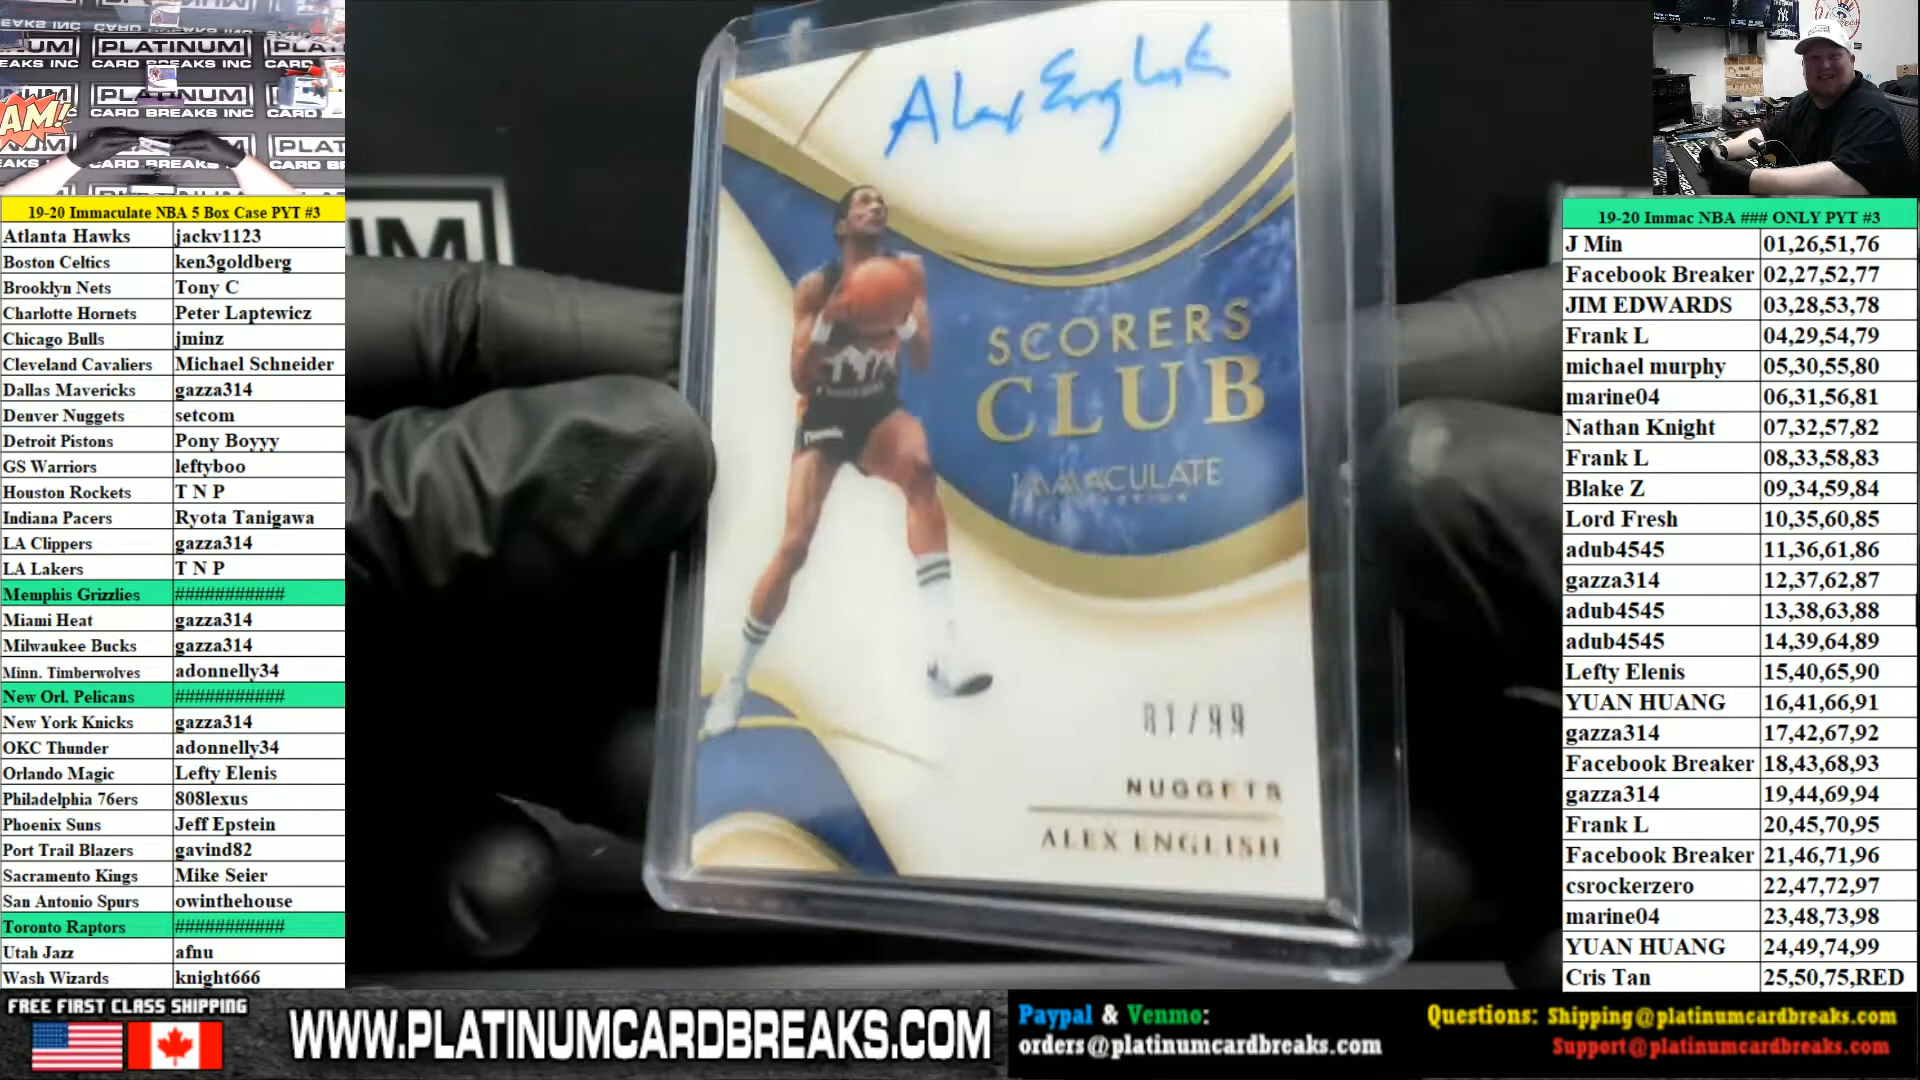 PLATINUM
CARD BREAKS INC
PLATINUM
CARD BREAKS INC
AM!
CARD BREAKS
19-20 Immaculate NBA 5 Box Case PYT #3
Atlanta Hawks jackv1123
Boston Celtics ken3goldberg
Brooklyn Nets Tony C
Charlotte Hornets Peter Laptewicz
Chicago Bulls jminz
Cleveland Cavaliers Michael Schneider
Dallas Mavericks gazza314
Denver Nuggets setcom
Detroit Pistons Pony Boyyy
GS Warriors leftyboo
Houston Rockets T N P
Indiana Pacers Ryota Tanigawa
LA Clippers gazza314
LA Lakers T N P
Memphis Grizzlies ###########
Miami Heat gazza314
Milwaukee Bucks gazza314
Minn. Timberwolves adonnelly34
New Orl. Pelicans ###########
New York Knicks gazza314
OKC Thunder adonnelly34
Orlando Magic Lefty Elenis
Philadelphia 76ers 808lexus
Phoenix Suns Jeff Epstein
Port Trail Blazers gavind82
Sacramento Kings Mike Seier
San Antonio Spurs owinthehouse
Toronto Raptors ###########
Utah Jazz afnu
Wash Wizards knight666
Alex English
SCORERS
CLUB
IMMACULATE
COLLECTION
81/99
NUGGETS
ALEX ENGLISH
19-20 Immac NBA ### ONLY PYT #3
J Min 01,26,51,76
Facebook Breaker 02,27,52,77
JIM EDWARDS 03,28,53,78
Frank L 04,29,54,79
michael murphy 05,30,55,80
marine04 06,31,56,81
Nathan Knight 07,32,57,82
Frank L 08,33,58,83
Blake Z 09,34,59,84
Lord Fresh 10,35,60,85
adub4545 11,36,61,86
gazza314 12,37,62,87
adub4545 13,38,63,88
adub4545 14,39,64,89
Lefty Elenis 15,40,65,90
YUAN HUANG 16,41,66,91
gazza314 17,42,67,92
Facebook Breaker 18,43,68,93
gazza314 19,44,69,94
Frank L 20,45,70,95
Facebook Breaker 21,46,71,96
csrockerzero 22,47,72,97
marine04 23,48,73,98
YUAN HUANG 24,49,74,99
Cris Tan 25,50,75,RED
FREE FIRST CLASS SHIPPING
WWW.PLATINUMCARDBREAKS.COM
Paypal & Venmo:
orders@platinumcardbreaks.com
Questions: Shipping@platinumcardbreaks.com
Support@platinumcardbreaks.com